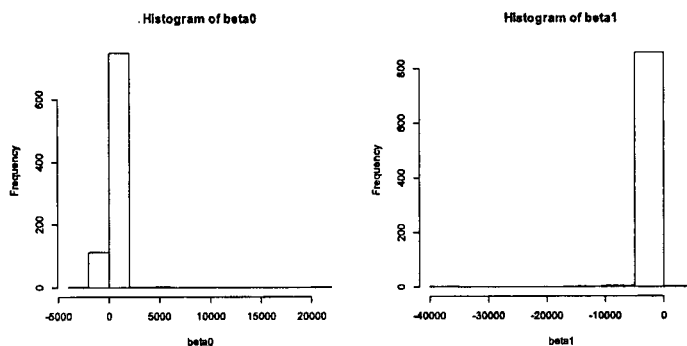 .Histogram of beta0
Frequency
0
200
400
600
-5000 0 5000 10000 15000 20000
beta0
Histogram of beta1
Frequency
0
200
400
600
800
-40000 -30000 -20000 -10000 0
beta1